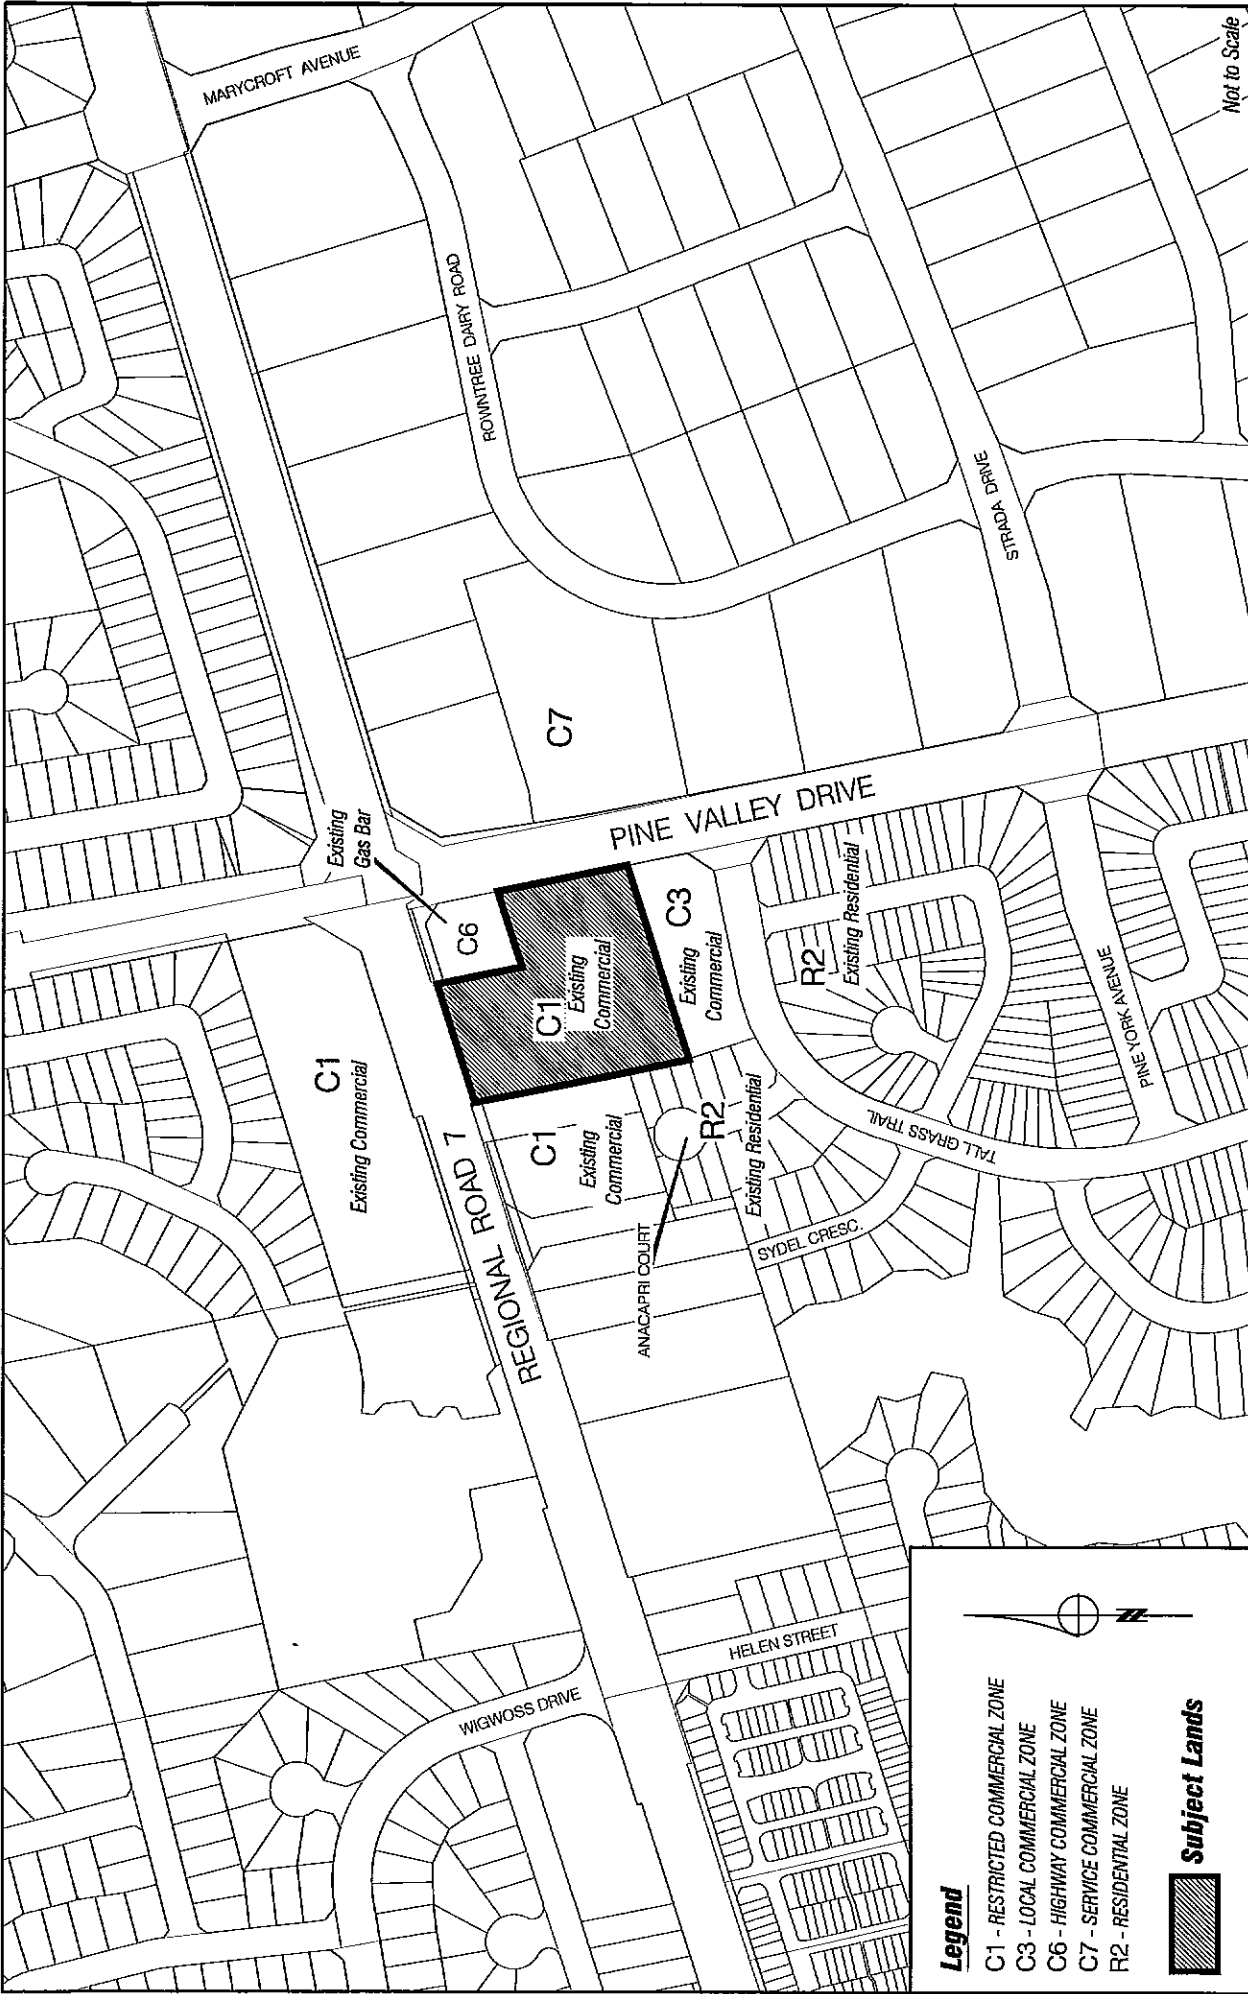 MARYCROFT AVENUE
Not to Scale
ROWNTREE DAIRY ROAD
STRADA DRIVE
C7
PINE VALLEY DRIVE
Existing
Gas Bar
C6
C1
Existing
Commercial
C3
Existing
Commercial
R2
Existing Residential
PINE YORK AVENUE
C1
Existing Commercial
REGIONAL ROAD 7
C1
Existing
Commercial
R2
Existing Residential
TALL GRASS TRAIL
SYDEL CRESC.
ANACAPRI COURT
WIGWOSS DRIVE
HELEN STREET
N
Legend
C1 - RESTRICTED COMMERCIAL ZONE
C3 - LOCAL COMMERCIAL ZONE
C6 - HIGHWAY COMMERCIAL ZONE
C7 - SERVICE COMMERCIAL ZONE
R2 - RESIDENTIAL ZONE
Subject Lands